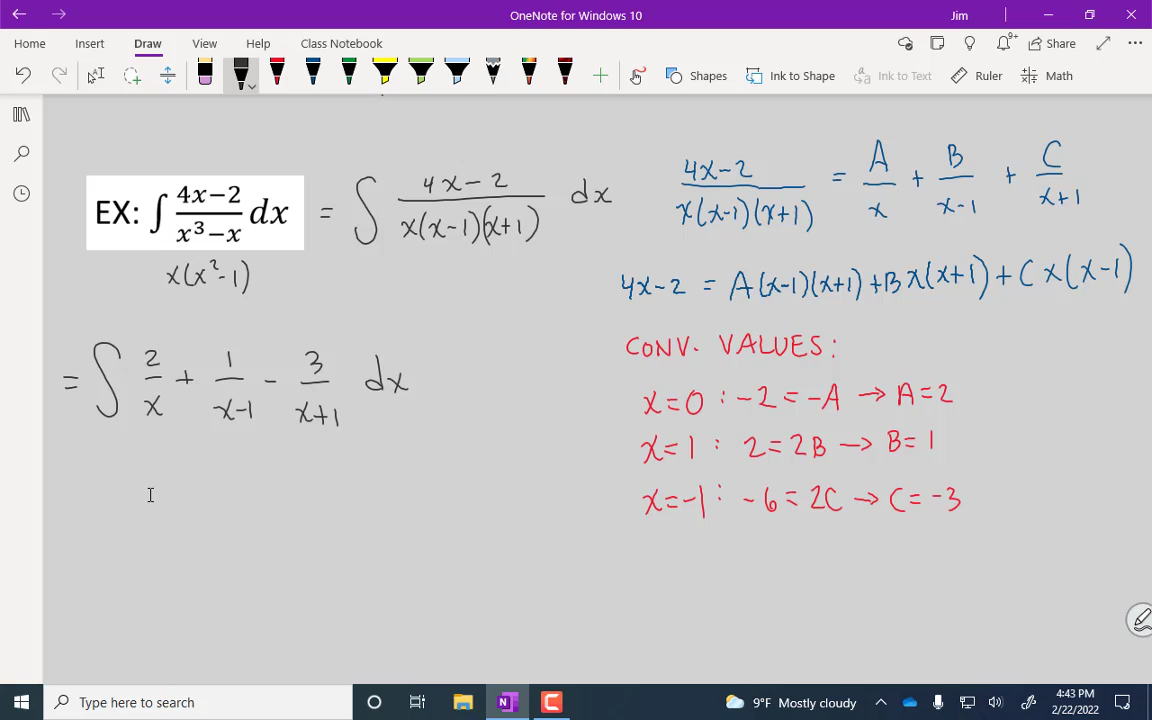 OneNote for Windows 10
Jim
Home Insert Draw View Help Class Notebook
9+
Share
Shapes Ink to Shape Ink to Text Ruler Math
EX: ∫ (4x−2)/(x³−x) dx = ∫ (4x−2)/(x(x−1)(x+1)) dx
x(x²−1)
= ∫ 2/x + 1/(x−1) − 3/(x+1) dx
(4x−2)/(x(x−1)(x+1)) = A/x + B/(x−1) + C/(x+1)
4x−2 = A(x−1)(x+1)+Bx(x+1)+Cx(x−1)
CONV. VALUES:
x=0 : −2=−A → A=2
x=1 : 2=2B → B=1
x=−1 : −6=2C → C=−3
Type here to search
9°F Mostly cloudy
4:43 PM
2/22/2022